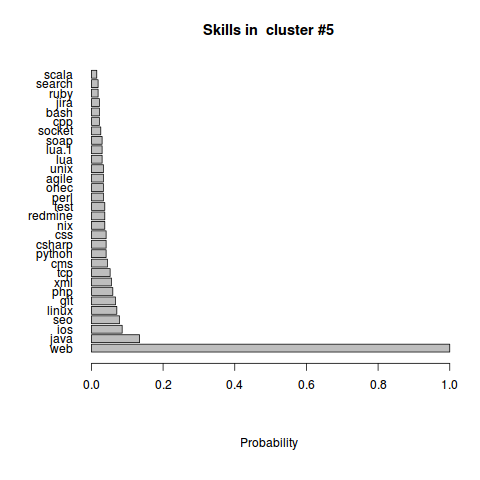 Skills in cluster #5
scala
search
ruby
jira
bash
cpp
socket
soap
lua.1
lua
unix
agile
onec
perl
test
redmine
nix
css
csharp
python
cms
tcp
xml
php
git
linux
seo
ios
java
web
0.0 0.2 0.4 0.6 0.8 1.0
Probability